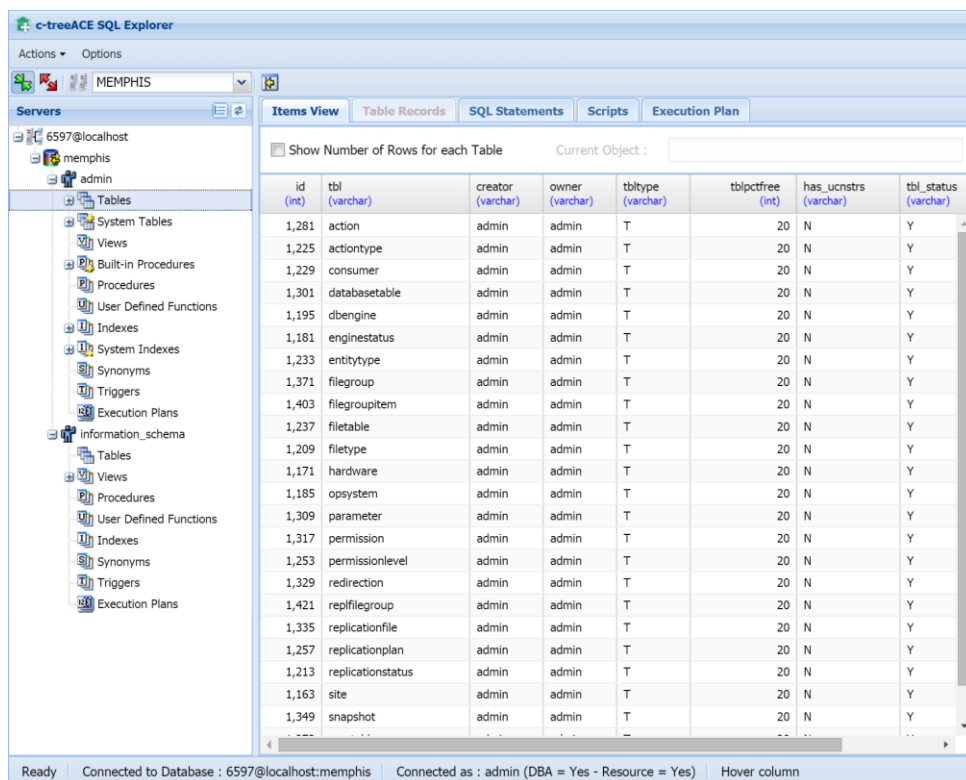 c-treeACE SQL Explorer
Actions Options
MEMPHIS
Servers
6597@localhost
memphis
admin
Tables
System Tables
Views
Built-in Procedures
Procedures
User Defined Functions
Indexes
System Indexes
Synonyms
Triggers
Execution Plans
information_schema
Tables
Views
Procedures
User Defined Functions
Indexes
Synonyms
Triggers
Execution Plans
Items View Table Records SQL Statements Scripts Execution Plan
Show Number of Rows for each Table Current Object :
id tbl creator owner tbltype tblpctfree has_ucnstrs tbl_status
(int) (varchar) (varchar) (varchar) (varchar) (int) (varchar) (varchar)
1,281 action admin admin T 20 N Y
1,225 actiontype admin admin T 20 N Y
1,229 consumer admin admin T 20 N Y
1,301 databasetable admin admin T 20 N Y
1,195 dbengine admin admin T 20 N Y
1,181 enginestatus admin admin T 20 N Y
1,233 entitytype admin admin T 20 N Y
1,371 filegroup admin admin T 20 N Y
1,403 filegroupitem admin admin T 20 N Y
1,237 filetable admin admin T 20 N Y
1,209 filetype admin admin T 20 N Y
1,171 hardware admin admin T 20 N Y
1,185 opsystem admin admin T 20 N Y
1,309 parameter admin admin T 20 N Y
1,317 permission admin admin T 20 N Y
1,253 permissionlevel admin admin T 20 N Y
1,329 redirection admin admin T 20 N Y
1,421 replfilegroup admin admin T 20 N Y
1,335 replicationfile admin admin T 20 N Y
1,257 replicationplan admin admin T 20 N Y
1,213 replicationstatus admin admin T 20 N Y
1,163 site admin admin T 20 N Y
1,349 snapshot admin admin T 20 N Y
Ready Connected to Database : 6597@localhost:memphis Connected as : admin (DBA = Yes - Resource = Yes) Hover column